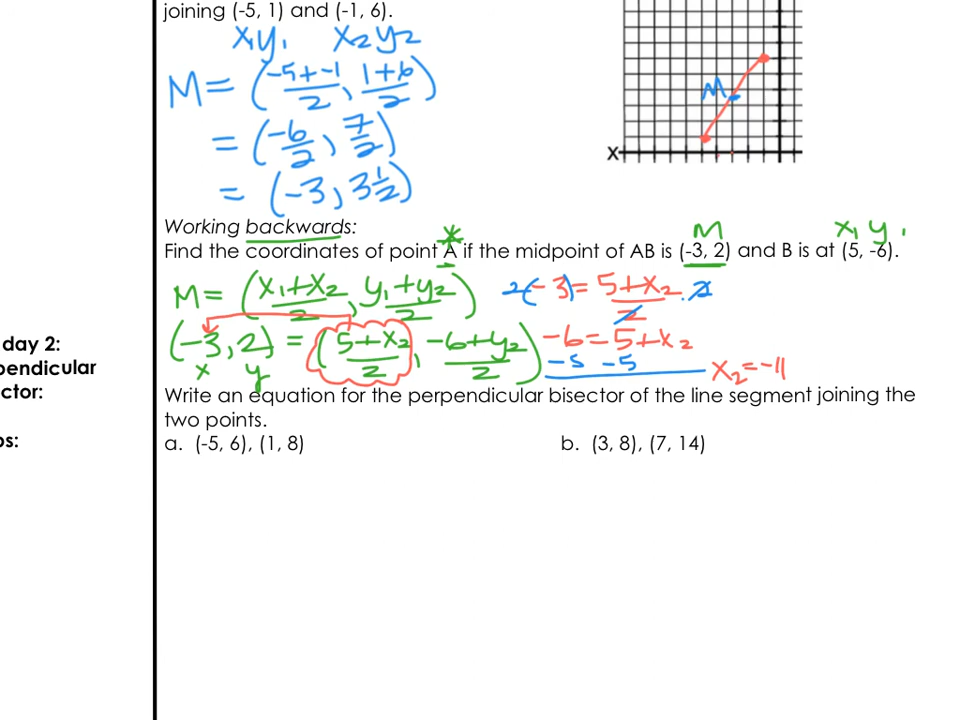 joining (-5, 1) and (-1, 6).
x₁y₁ x₂y₂
M = (-5+-1/2, 1+6/2)
M
= (-6/2, 7/2)
X
= (-3, 3½)
Working backwards:
M x₁ y₁
Find the coordinates of point A if the midpoint of AB is (-3, 2) and B is at (5, -6).
M = (x₁+x₂/2, y₁+y₂/2) 2(-3) = 5+x₂/2 · 2
(-3, 2) = (5+x₂/2, -6+y₂/2) -6 = 5+x₂
x y -5 -5 x₂=-11
day 2:
pendicular
ctor:
Write an equation for the perpendicular bisector of the line segment joining the
two points.
os:
a. (-5, 6), (1, 8) b. (3, 8), (7, 14)